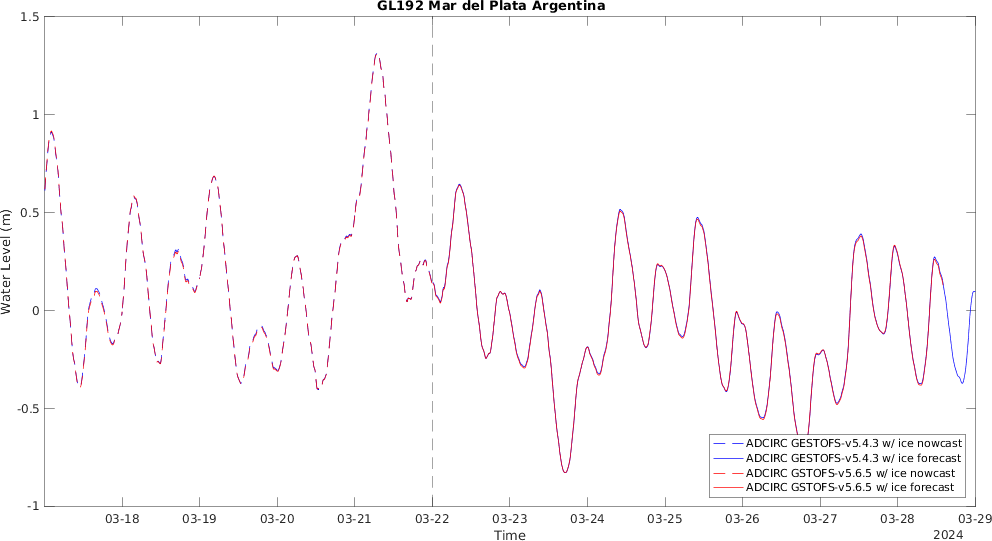 GL192 Mar del Plata Argentina
1.5
1
0.5
0
-0.5
-1
Water Level (m)
ADCIRC GESTOFS-v5.4.3 w/ ice nowcast
ADCIRC GESTOFS-v5.4.3 w/ ice forecast
ADCIRC GSTOFS-v5.6.5 w/ ice nowcast
ADCIRC GSTOFS-v5.6.5 w/ ice forecast
03-18 03-19 03-20 03-21 03-22 03-23 03-24 03-25 03-26 03-27 03-28 03-29
Time
2024